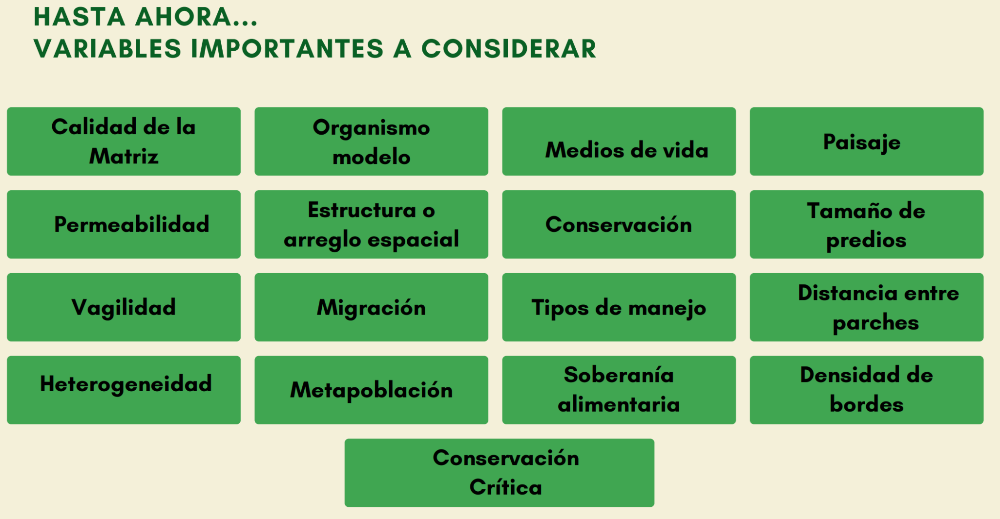 HASTA AHORA...
VARIABLES IMPORTANTES A CONSIDERAR
Calidad de la
Matriz
Organismo
modelo
Medios de vida
Paisaje
Permeabilidad
Estructura o
arreglo espacial
Conservación
Tamaño de
predios
Vagilidad
Migración
Tipos de manejo
Distancia entre
parches
Heterogeneidad
Metapoblación
Soberanía
alimentaria
Densidad de
bordes
Conservación
Crítica